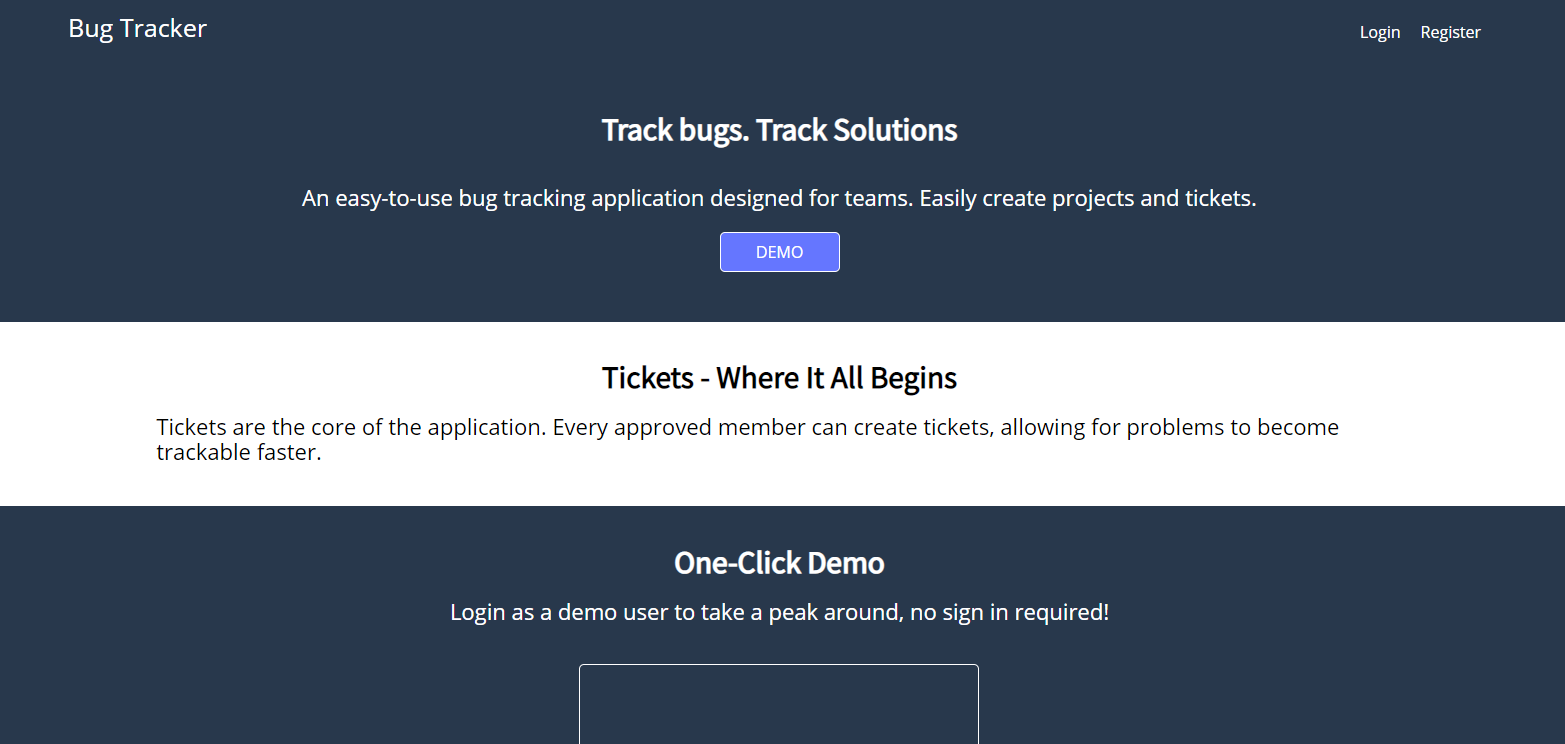 Bug Tracker
Login
Register
Track bugs. Track Solutions
An easy-to-use bug tracking application designed for teams. Easily create projects and tickets.
DEMO
Tickets - Where It All Begins
Tickets are the core of the application. Every approved member can create tickets, allowing for problems to become
trackable faster.
One-Click Demo
Login as a demo user to take a peak around, no sign in required!